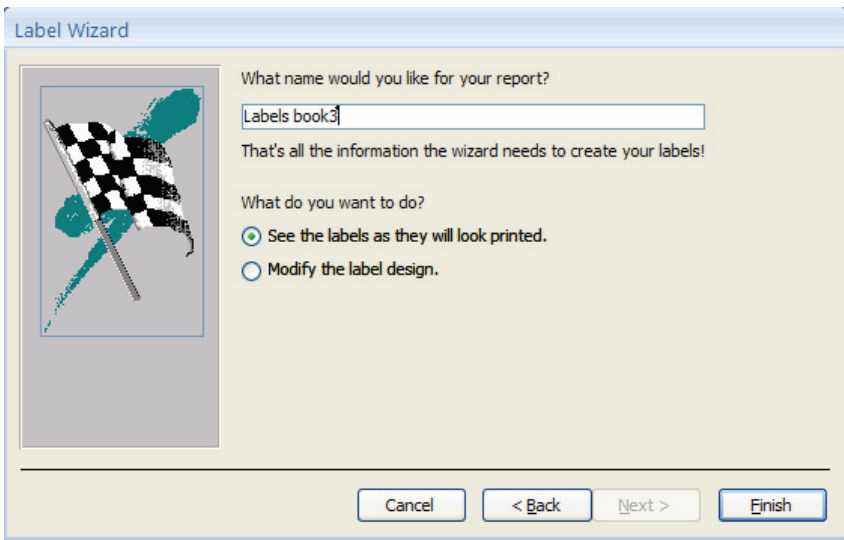 Label Wizard
What name would you like for your report?
Labels book3
That's all the information the wizard needs to create your labels!
What do you want to do?
See the labels as they will look printed.
Modify the label design.
Cancel
< Back
Next >
Finish